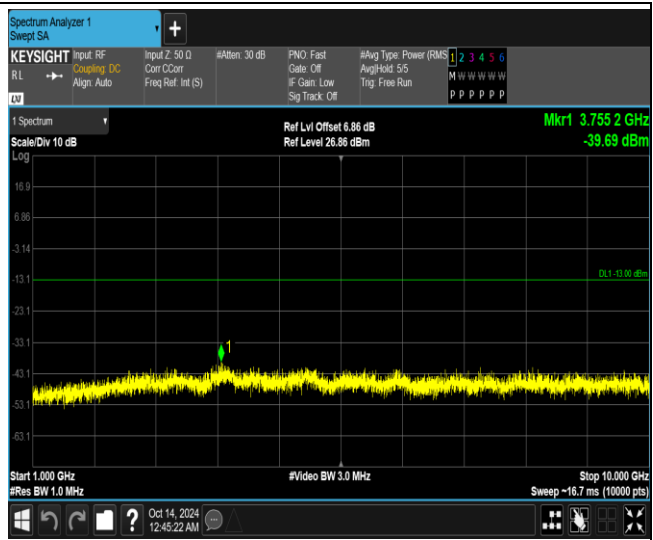 Spectrum Analyzer 1
Swept SA
+
KEYSIGHT
RL
LXI
Input: RF
Coupling: DC
Align: Auto
Input Z: 50 Ω
Corr CCorr
Freq Ref: Int (S)
#Atten: 30 dB
PNO: Fast
Gate: Off
IF Gain: Low
Sig Track: Off
#Avg Type: Power (RMS
Avg|Hold: 5/5
Trig: Free Run
1 2 3 4 5 6
M W W W W W
P P P P P P
1 Spectrum
Scale/Div 10 dB
Log
Ref Lvl Offset 6.86 dB
Ref Level 26.86 dBm
Mkr1 3.755 2 GHz
-39.69 dBm
16.9
6.86
-3.14
-13.1
DL1 -13.00 dBm
-23.1
-33.1
1
-43.1
-53.1
-63.1
Start 1.000 GHz
#Res BW 1.0 MHz
#Video BW 3.0 MHz
Stop 10.000 GHz
Sweep ~16.7 ms (10000 pts)
?
Oct 14, 2024
12:45:22 AM